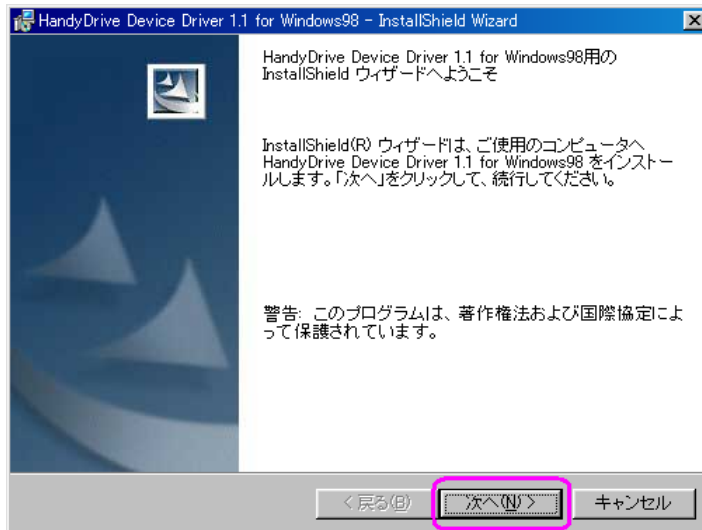 HandyDrive Device Driver 1.1 for Windows98 - InstallShield Wizard
HandyDrive Device Driver 1.1 for Windows98用の
InstallShield ウィザードへようこそ
InstallShield(R) ウィザードは、ご使用のコンピュータへ
HandyDrive Device Driver 1.1 for Windows98 をインストー
ルします。「次へ」をクリックして、続行してください。
警告: このプログラムは、著作権法および国際協定によ
って保護されています。
< 戻る(B) 次へ(N) > キャンセル